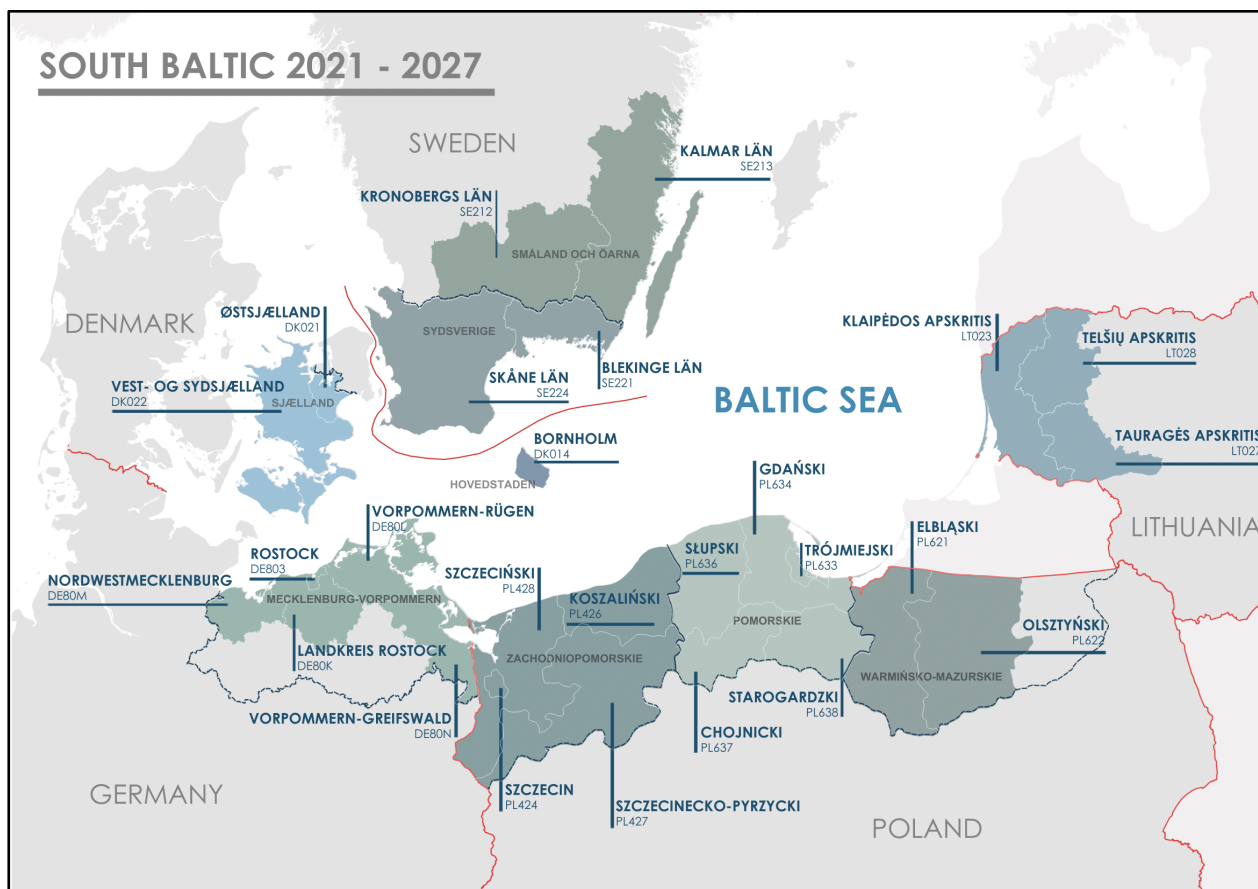 SOUTH BALTIC 2021 - 2027
SWEDEN
KALMAR LÄN
SE213
KRONOBERGS LÄN
SE212
SMÅLAND OCH ÖARNA
DENMARK
ØSTSJÆLLAND
DK021
SYDSVERIGE
KLAIPĖDOS APSKRITIS
LT023
TELŠIŲ APSKRITIS
LT028
VEST- OG SYDSJÆLLAND
DK022
SJÆLLAND
SKÅNE LÄN
SE224
BLEKINGE LÄN
SE221
BALTIC SEA
BORNHOLM
DK014
HOVEDSTADEN
TAURAGĖS APSKRITIS
LT027
GDAŃSKI
PL634
VORPOMMERN-RÜGEN
DE80L
LITHUANIA
ELBLĄSKI
PL621
ROSTOCK
DE803
SŁUPSKI
PL636
TRÓJMIEJSKI
PL633
NORDWESTMECKLENBURG
DE80M
SZCZECIŃSKI
PL428
KOSZALIŃSKI
PL426
MECKLENBURG-VORPOMMERN
POMORSKIE
OLSZTYŃSKI
PL622
LANDKREIS ROSTOCK
DE80K
ZACHODNIOPOMORSKIE
WARMIŃSKO-MAZURSKIE
STAROGARDZKI
PL638
VORPOMMERN-GREIFSWALD
DE80N
CHOJNICKI
PL637
GERMANY
SZCZECIN
PL424
SZCZECINECKO-PYRZYCKI
PL427
POLAND